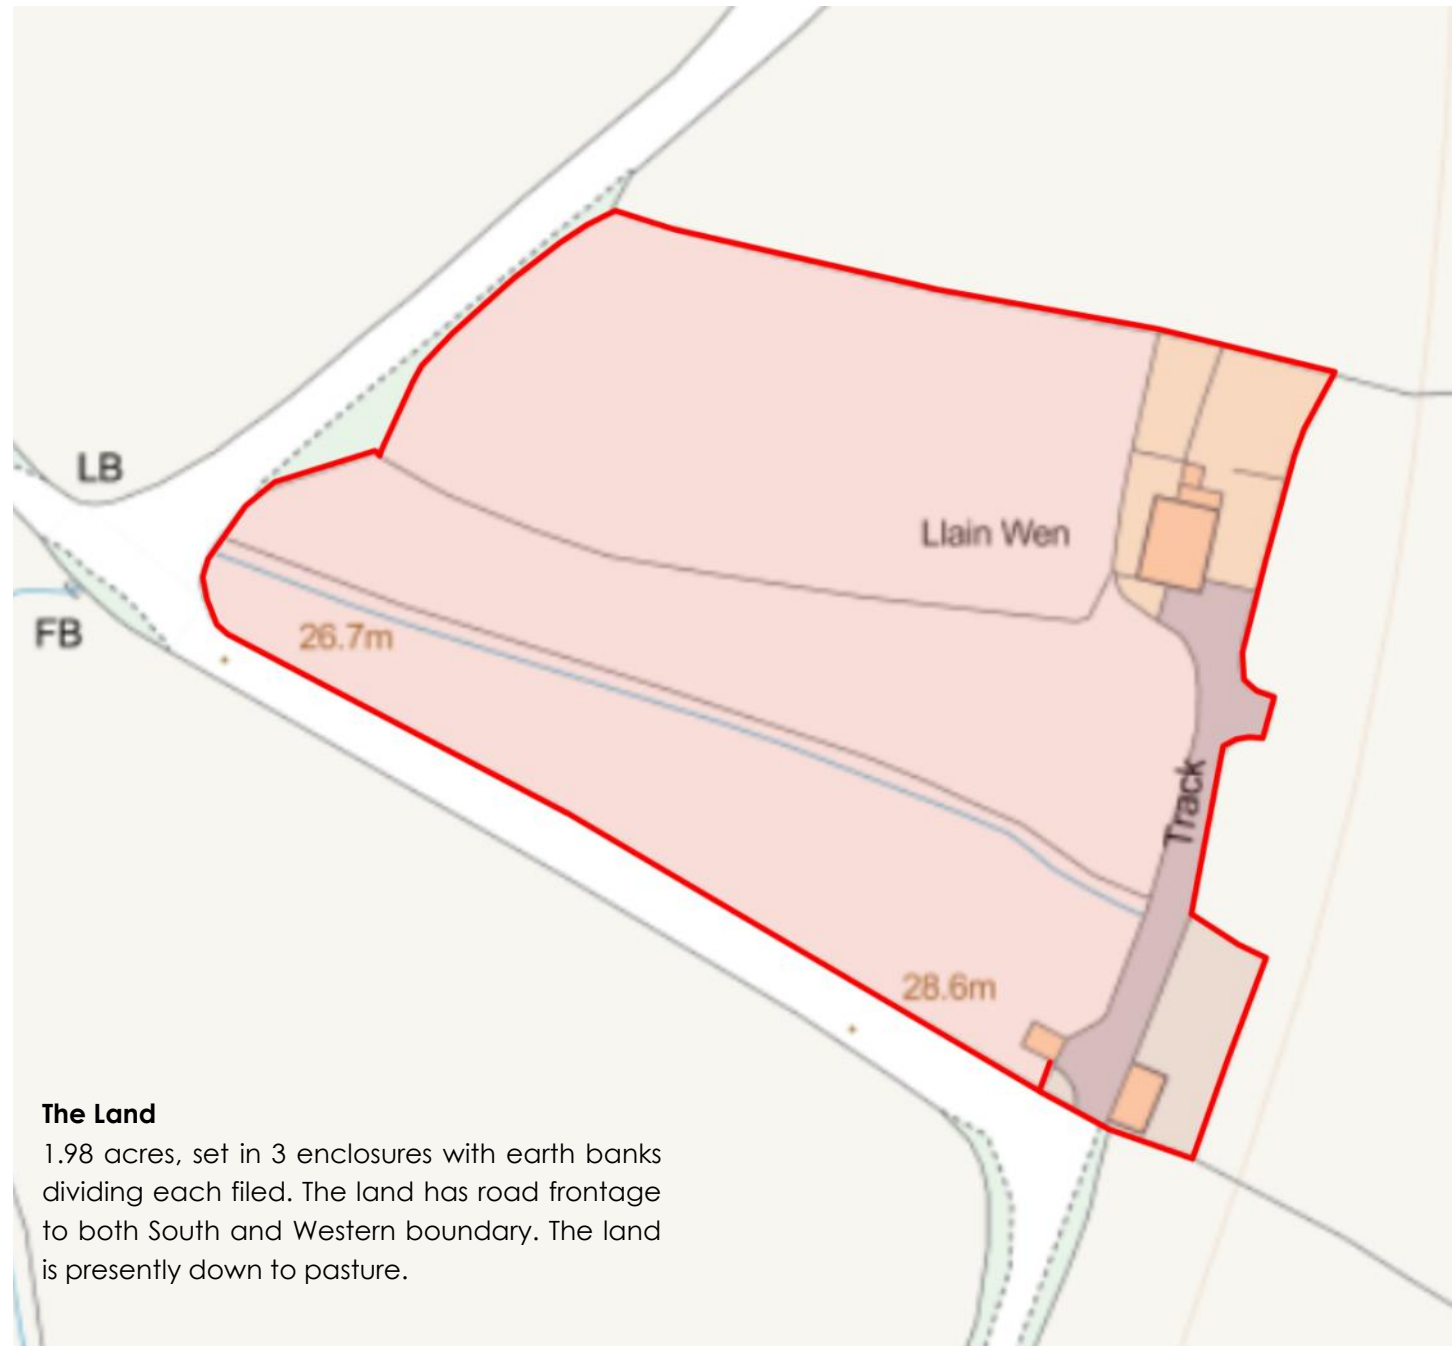 LB
Llain Wen
FB
26.7m
Track
28.6m
The Land
1.98 acres, set in 3 enclosures with earth banks
dividing each filed. The land has road frontage
to both South and Western boundary. The land
is presently down to pasture.